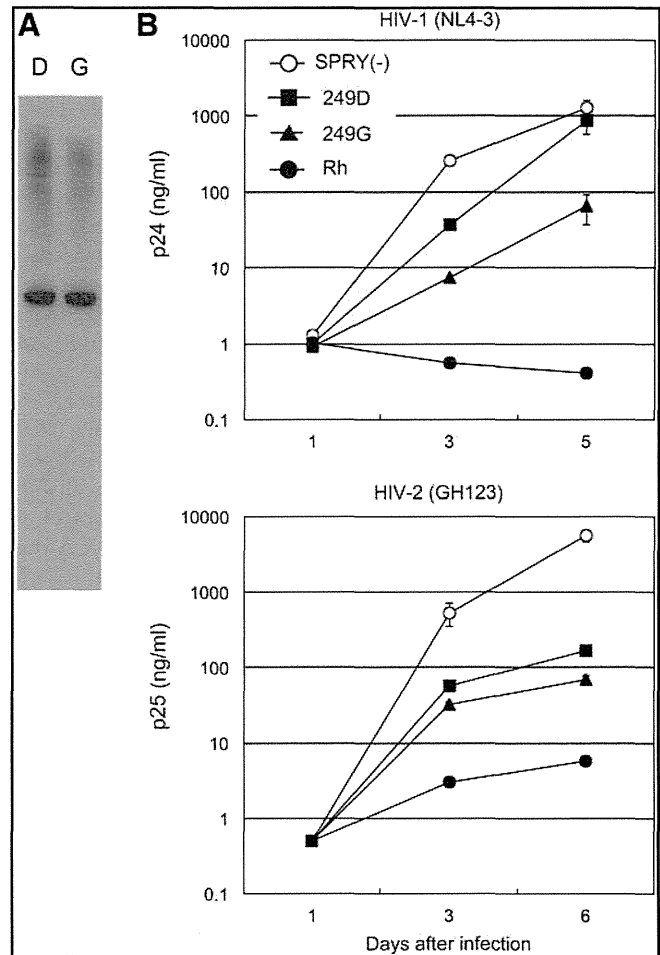 A
D G
B
HIV-1 (NL4-3)
p24 (ng/ml)
10000
1000
100
10
1
0.1
SPRY(-)
249D
249G
Rh
1 3 5
HIV-2 (GH123)
p25 (ng/ml)
10000
1000
100
10
1
0.1
1 3 6
Days after infection